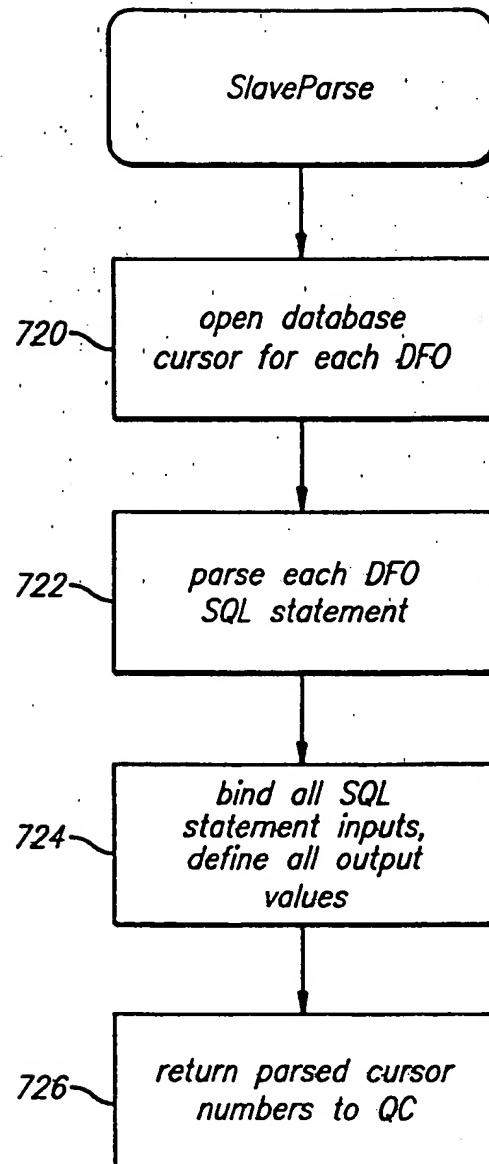 SlaveParse
720
open database
cursor for each DFO
722
parse each DFO
SQL statement
724
bind all SQL
statement inputs,
define all output
values
726
return parsed cursor
numbers to QC